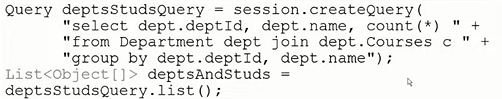 Query deptsStudsQuery = session.createQuery(
"select dept.deptId, dept.name, count(*) " +
"from Department dept join dept.Courses c " +
"group by dept.deptId, dept.name");
List<Object[]> deptsAndStuds =
deptsStudsQuery.list();